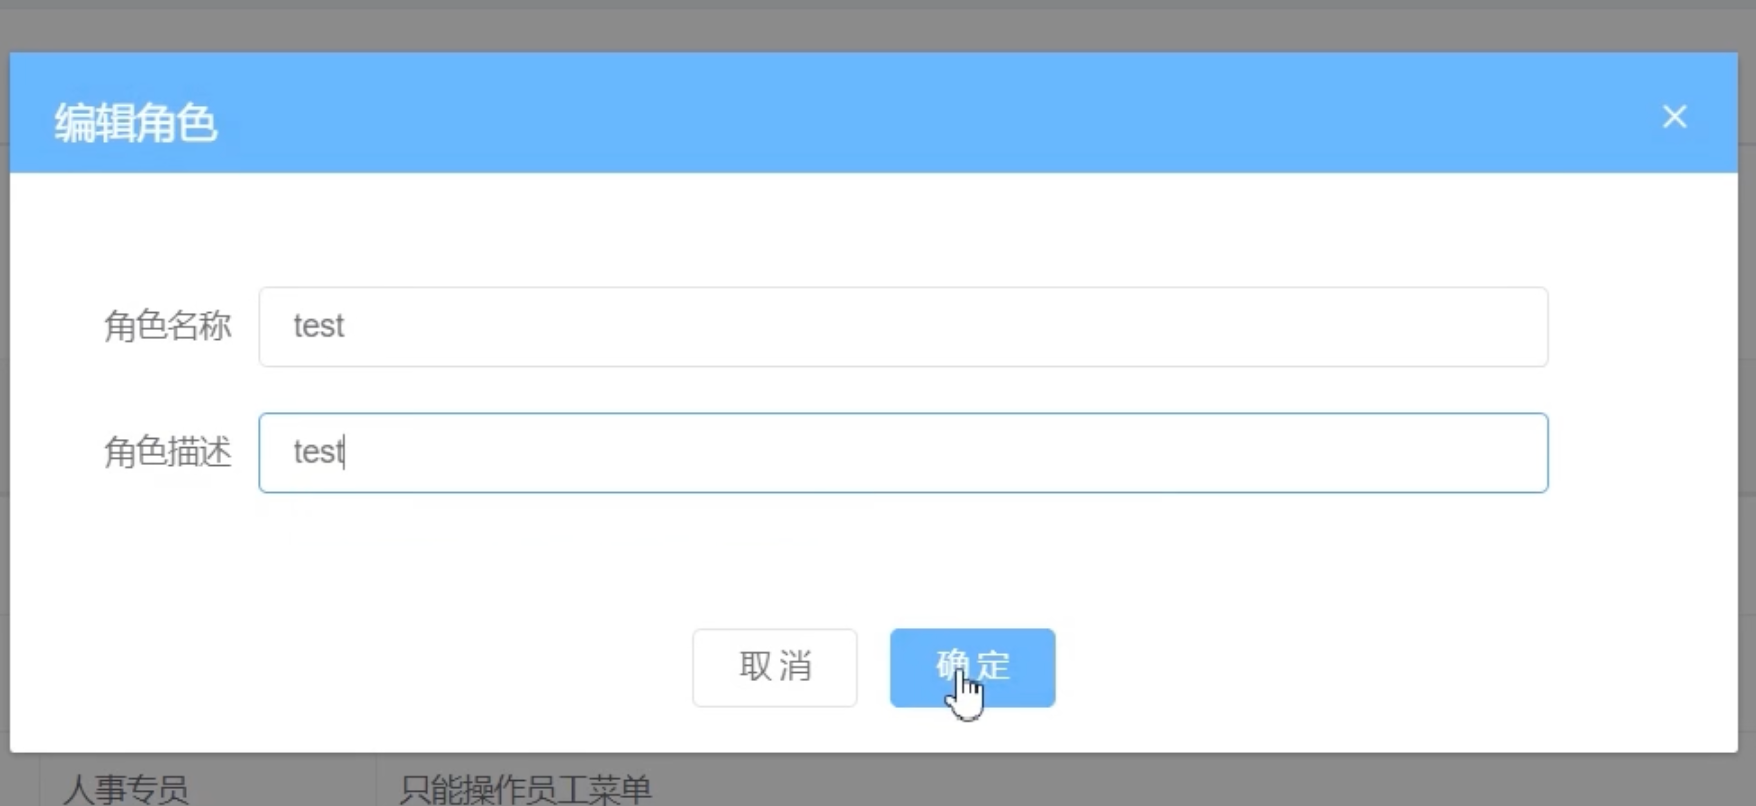 编辑角色
角色名称 test
角色描述 test
取消 确定
人事专员 只能操作员工菜单